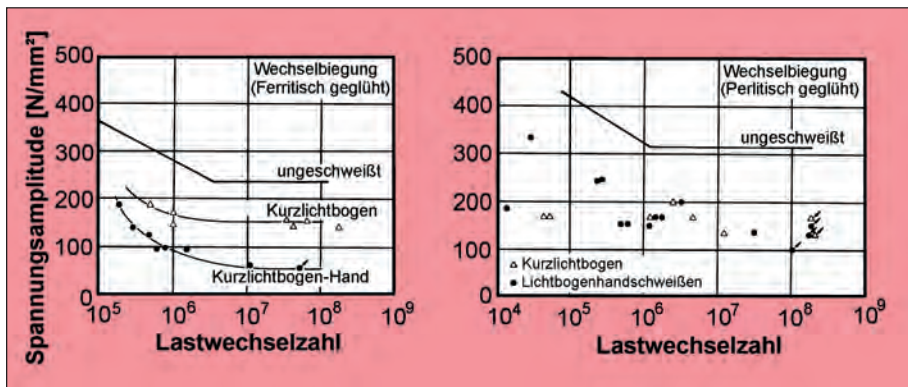 Spannungsamplitude [N/mm²]
500
400
300
200
100
0
Wechselbiegung
(Ferritisch geglüht)
ungeschweißt
Kurzlichtbogen
Kurzlichtbogen-Hand
10⁵ 10⁶ 10⁷ 10⁸ 10⁹
Lastwechselzahl
500
400
300
200
100
0
Wechselbiegung
(Perlitisch geglüht)
ungeschweißt
△ Kurzlichtbogen
• Lichtbogenhandschweißen
10⁴ 10⁵ 10⁶ 10⁷ 10⁸ 10⁹
Lastwechselzahl